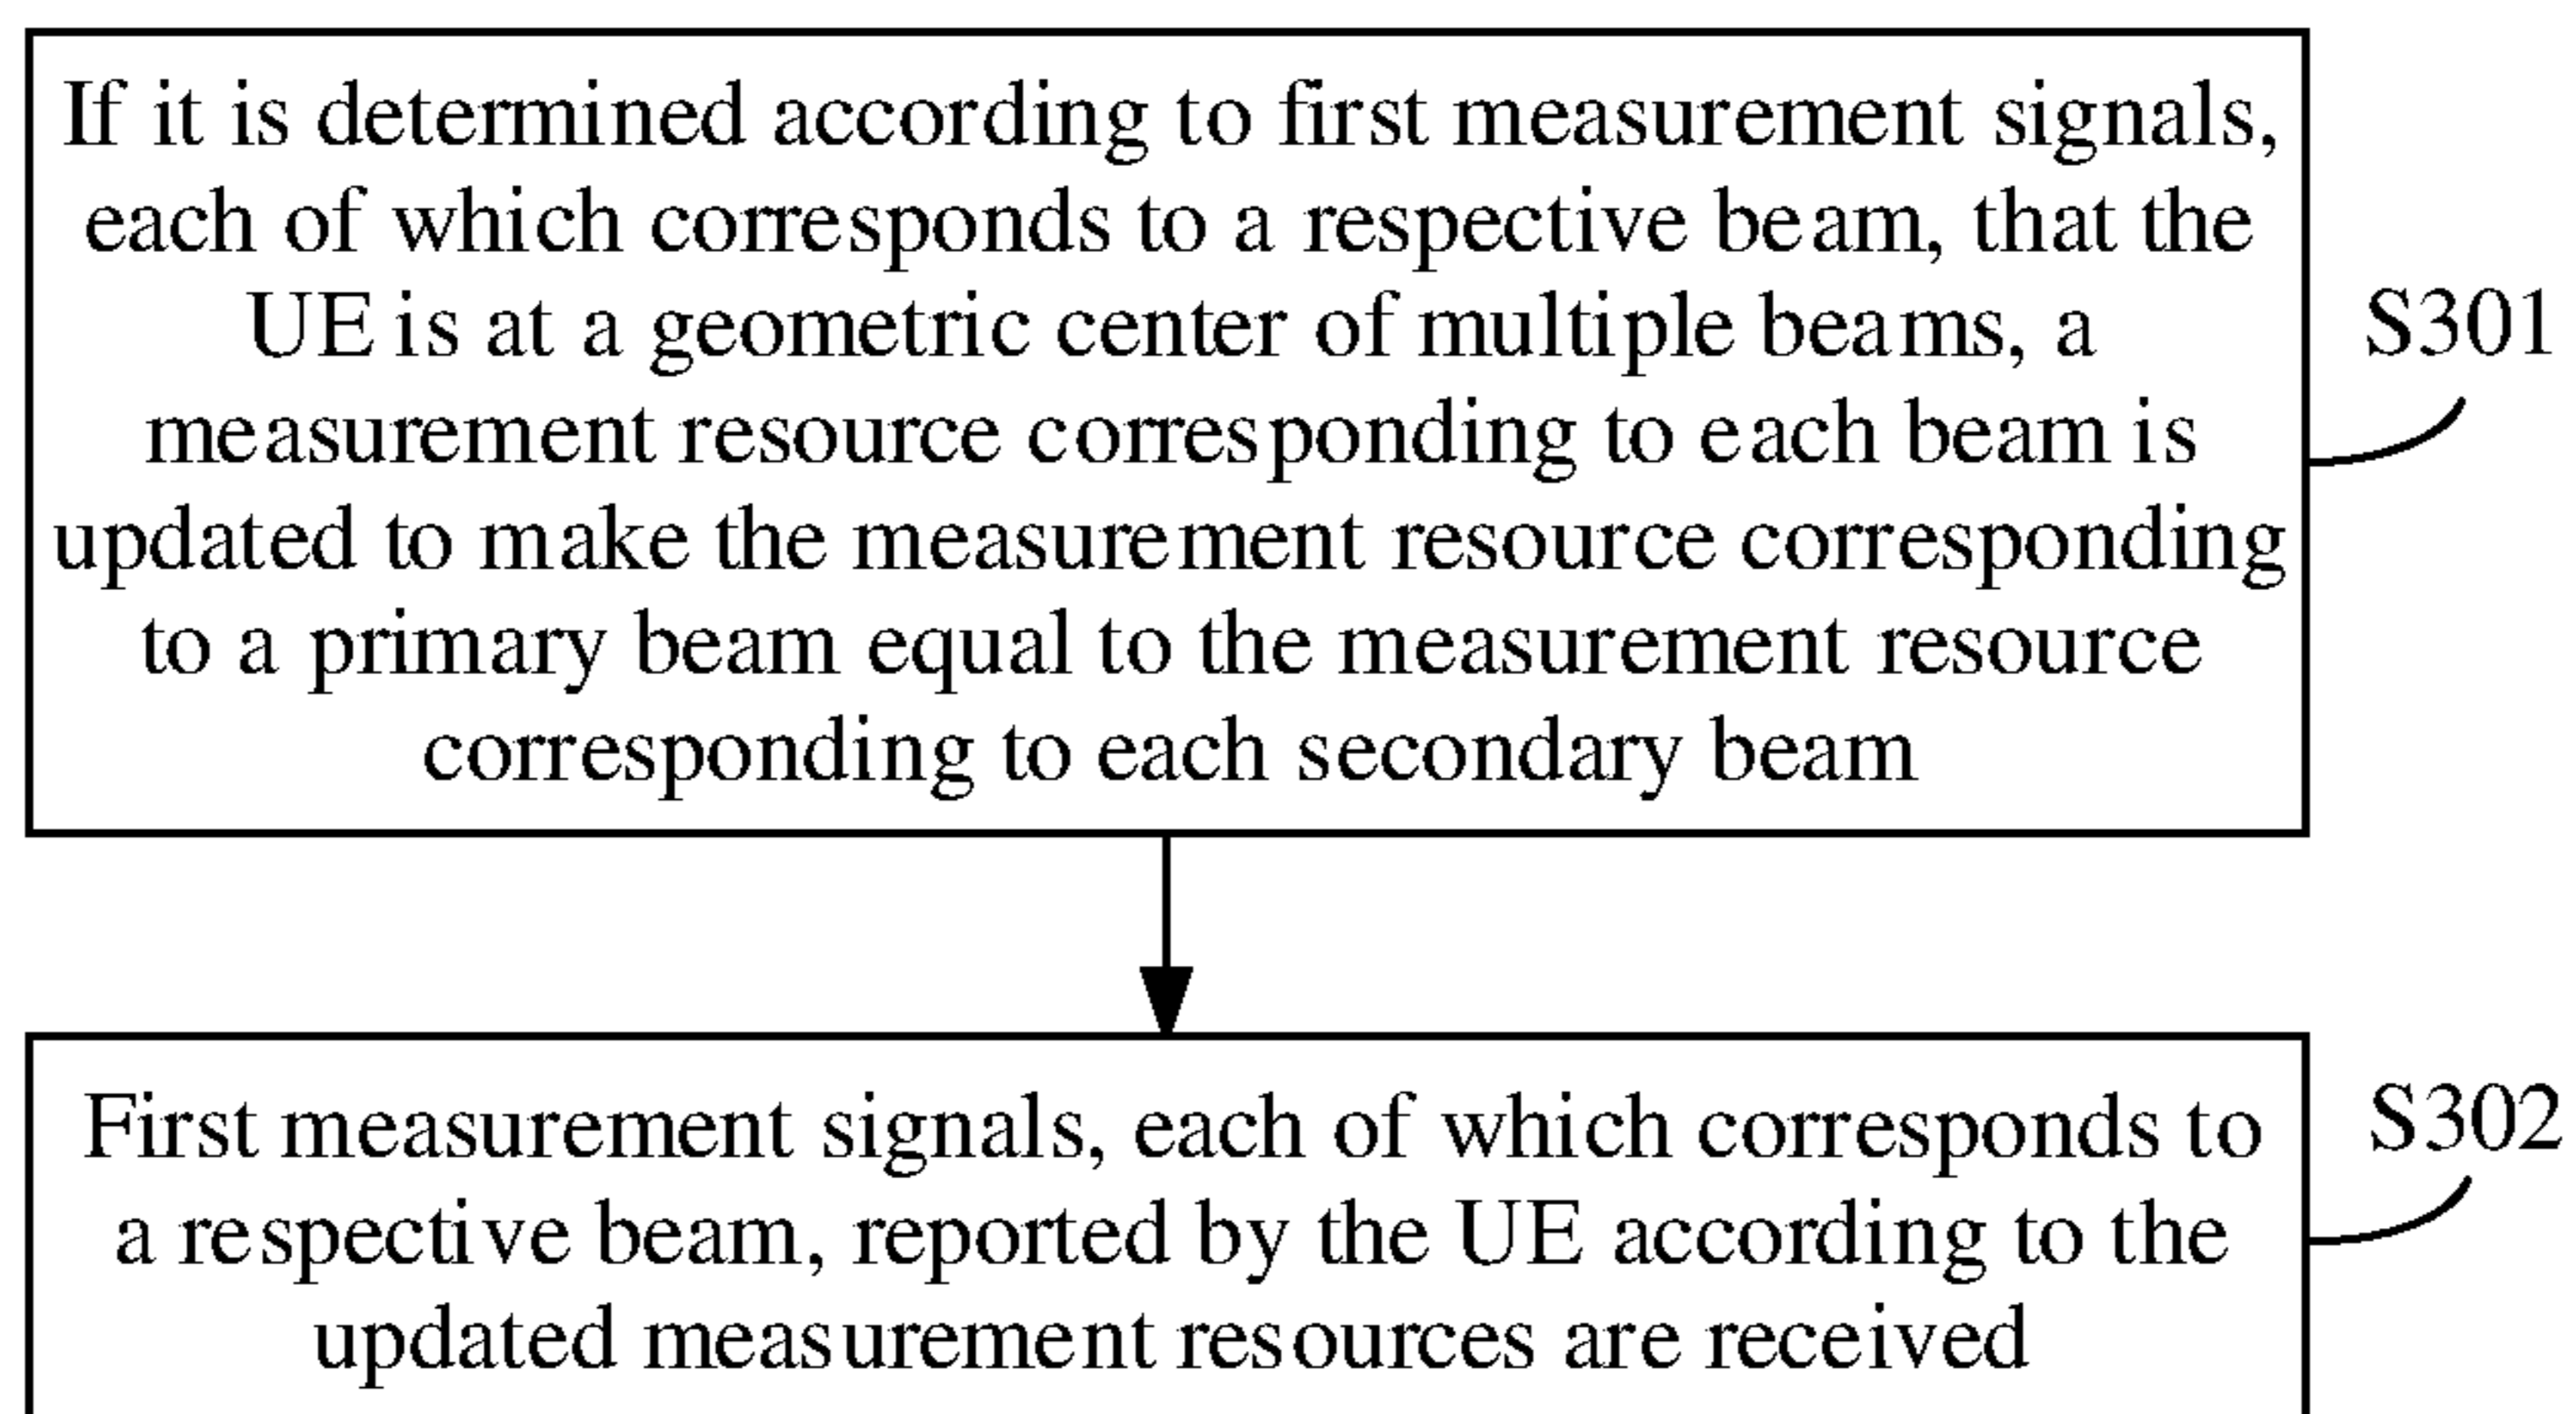 If it is determined according to first measurement signals,
each of which corresponds to a respective beam, that the
UE is at a geometric center of multiple beams, a
measurement resource corresponding to each beam is
updated to make the measurement resource corresponding
to a primary beam equal to the measurement resource
corresponding to each secondary beam
S301
First measurement signals, each of which corresponds to
a respective beam, reported by the UE according to the
updated measurement resources are received
S302